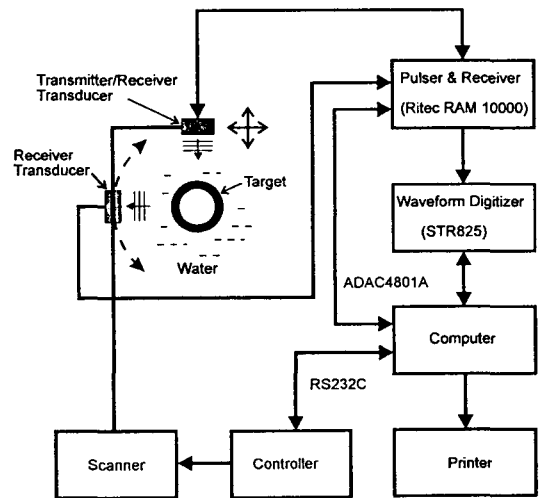 Transmitter/Receiver
Transducer
Pulser & Receiver
(Ritec RAM 10000)
Receiver
Transducer
Target
Waveform Digitizer
(STR825)
Water
ADAC4801A
Computer
RS232C
Scanner
Controller
Printer